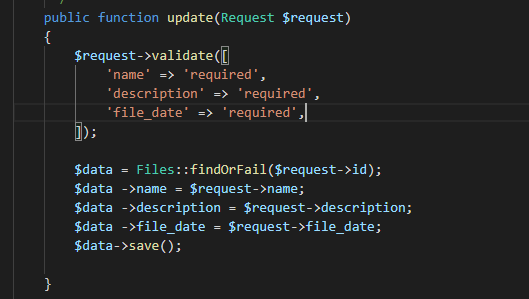 public function update(Request $request)
{
$request->validate([
'name' => 'required',
'description' => 'required',
'file_date' => 'required',
]);
$data = Files::findOrFail($request->id);
$data ->name = $request->name;
$data ->description = $request->description;
$data ->file_date = $request->file_date;
$data->save();
}